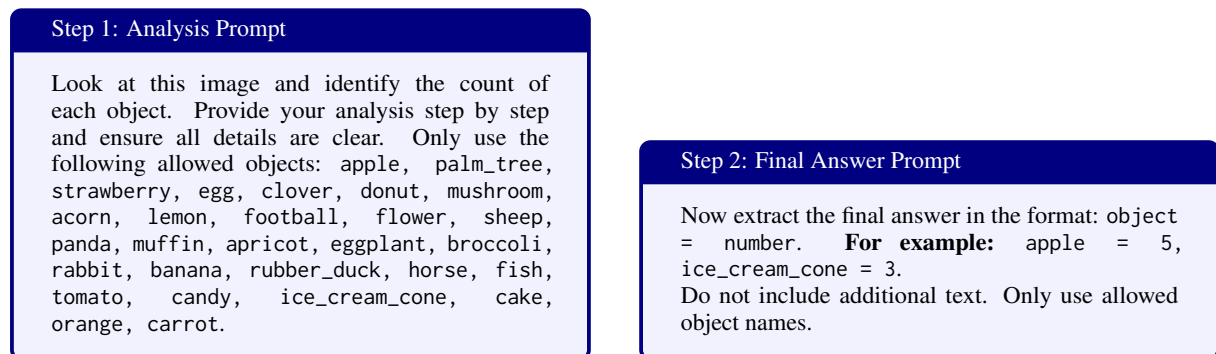 Step 1: Analysis Prompt
Look at this image and identify the count of
each object. Provide your analysis step by step
and ensure all details are clear. Only use the
following allowed objects: apple, palm_tree,
strawberry, egg, clover, donut, mushroom,
acorn, lemon, football, flower, sheep,
panda, muffin, apricot, eggplant, broccoli,
rabbit, banana, rubber_duck, horse, fish,
tomato, candy, ice_cream_cone, cake,
orange, carrot.
Step 2: Final Answer Prompt
Now extract the final answer in the format: object
= number. For example: apple = 5,
ice_cream_cone = 3.
Do not include additional text. Only use allowed
object names.